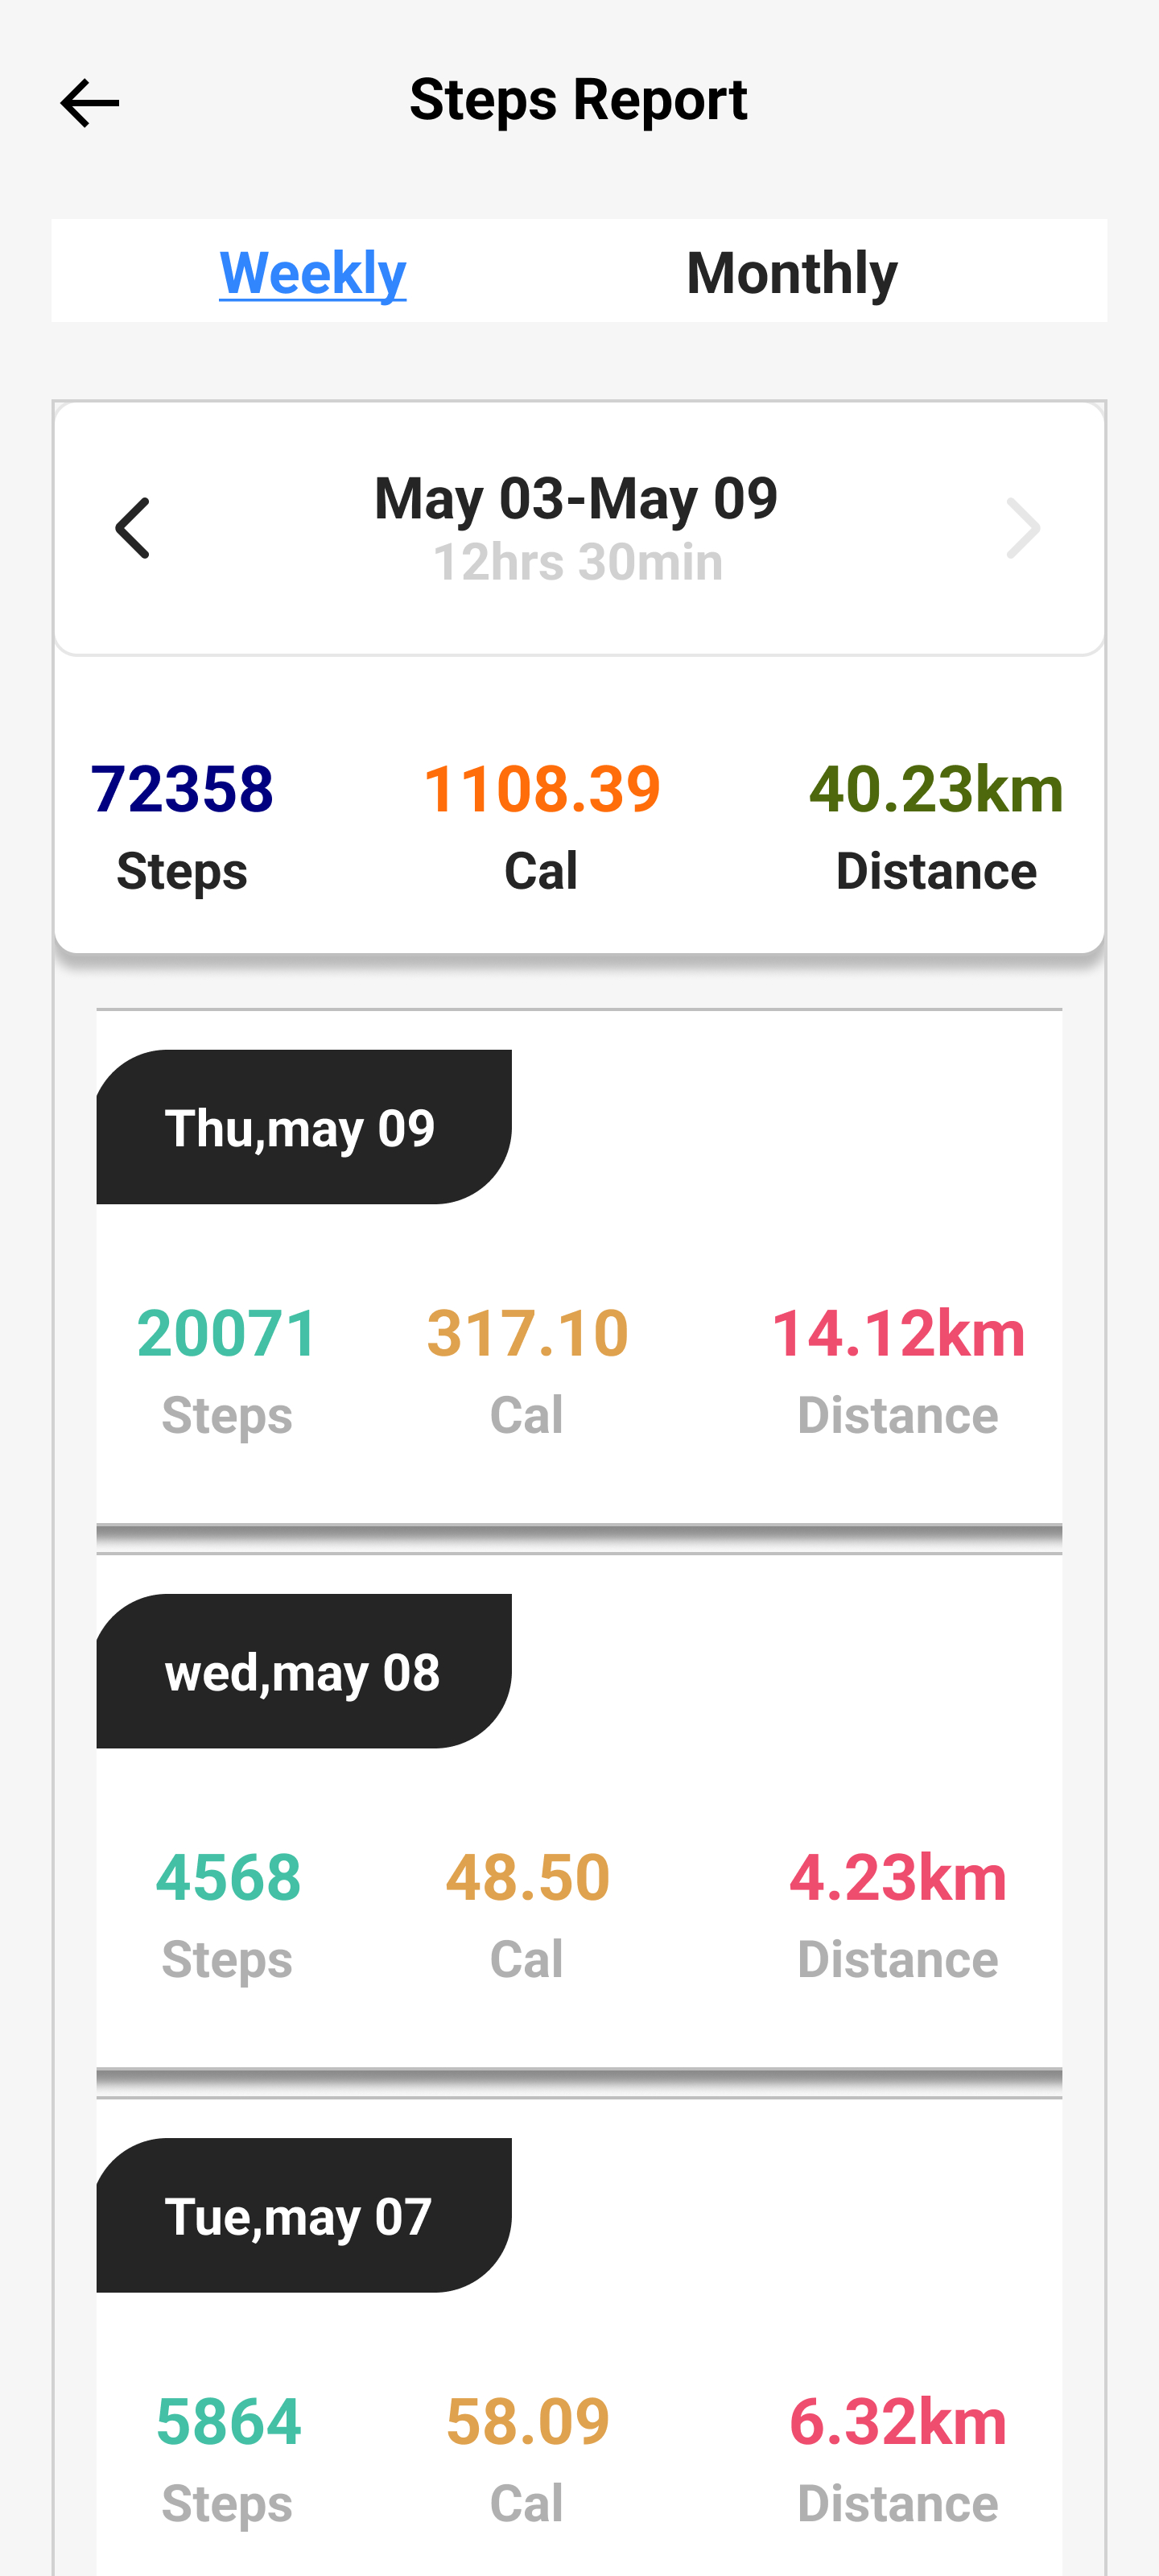 Steps Report
Weekly Monthly
May 03-May 09
12hrs 30min
72358 1108.39 40.23km
Steps Cal Distance
Thu,may 09
20071 317.10 14.12km
Steps Cal Distance
wed,may 08
4568 48.50 4.23km
Steps Cal Distance
Tue,may 07
5864 58.09 6.32km
Steps Cal Distance